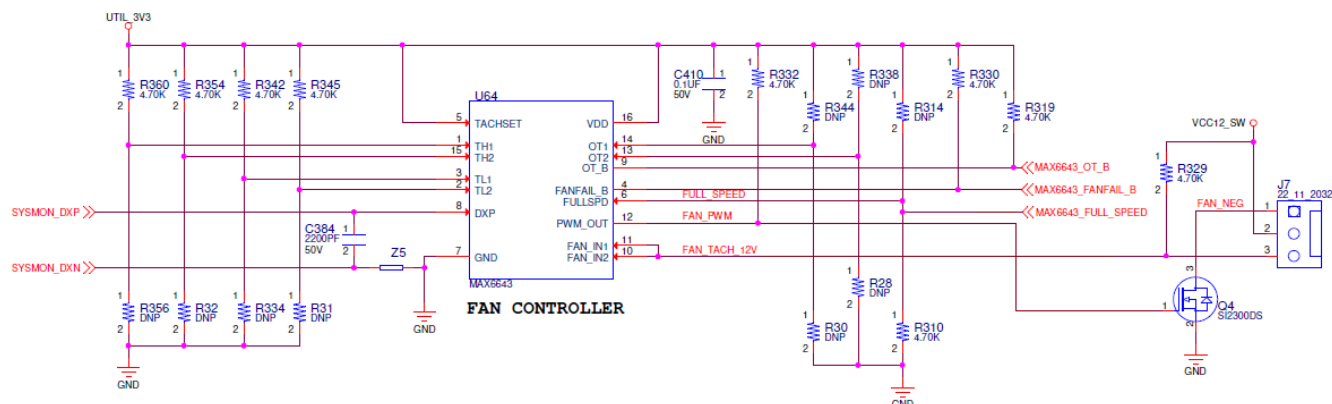 UTIL_3V3
R360
4.70K
R354
4.70K
R342
4.70K
R345
4.70K
1
2
1
2
1
2
1
2
U64
5 TACHSET
1 TH1
15 TH2
3 TL1
2 TL2
8 DXP
7 GND
VDD 16
OT1 14
OT2 13
OT_B 9
FANFAIL_B 4
FULLSPD 6
PWM_OUT 12
FAN_IN1 11
FAN_IN2 10
MAX6643
FAN CONTROLLER
SYSMON_DXP
SYSMON_DXN
C384
2200PF
50V
1
2
Z5
GND
R356
DNP
R32
DNP
R334
DNP
R31
DNP
1
2
1
2
1
2
1
2
GND
C410
0.1UF
50V
1
2
GND
R332
4.70K
1
2
R344
DNP
1
2
R338
DNP
1
2
R314
DNP
1
2
R330
4.70K
1
2
R319
4.70K
1
2
FULL_SPEED
FAN_PWM
FAN_TACH_12V
MAX6643_OT_B
MAX6643_FANFAIL_B
MAX6643_FULL_SPEED
R28
DNP
1
2
R30
DNP
1
2
R310
4.70K
1
2
GND
VCC12_SW
R329
4.70K
1
2
FAN_NEG
J7
22_11_2032
1
2
3
3
1
2
Q4
SI2300DS
GND